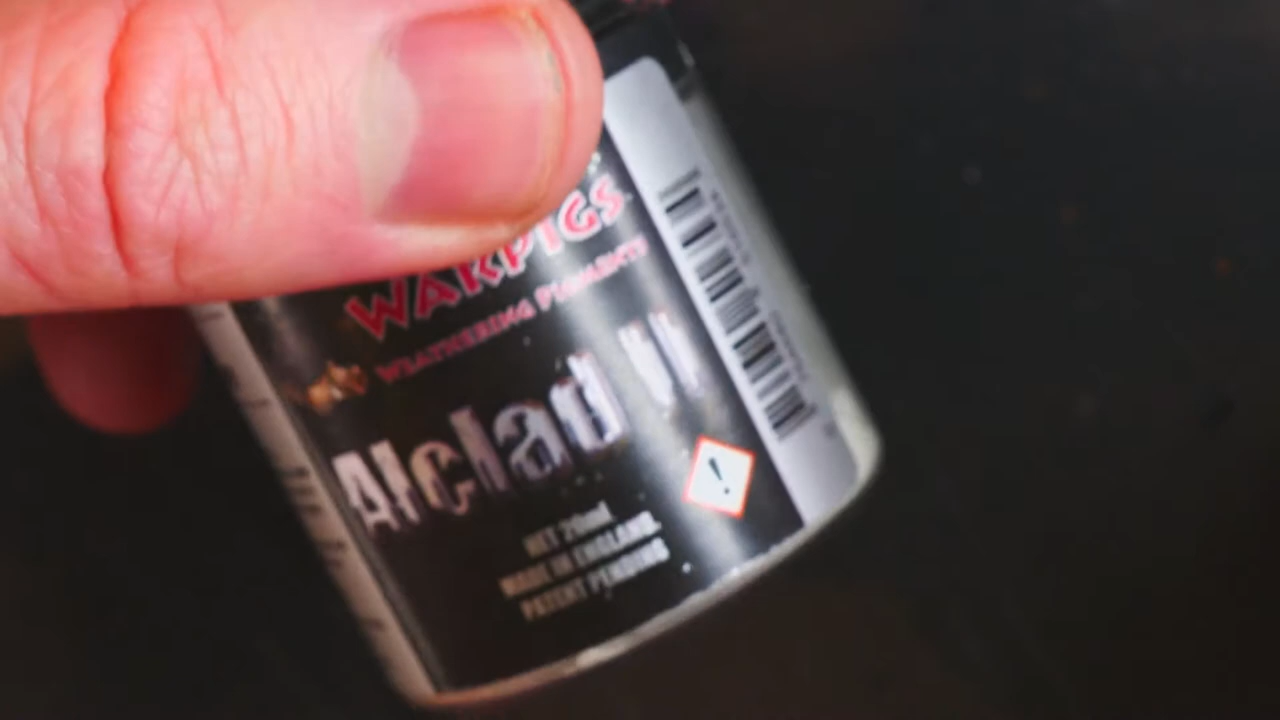 WARPIGS
WEATHERING PIGMENTS
Alclad II
NET 20ml
MADE IN ENGLAND.
PATENT PENDING